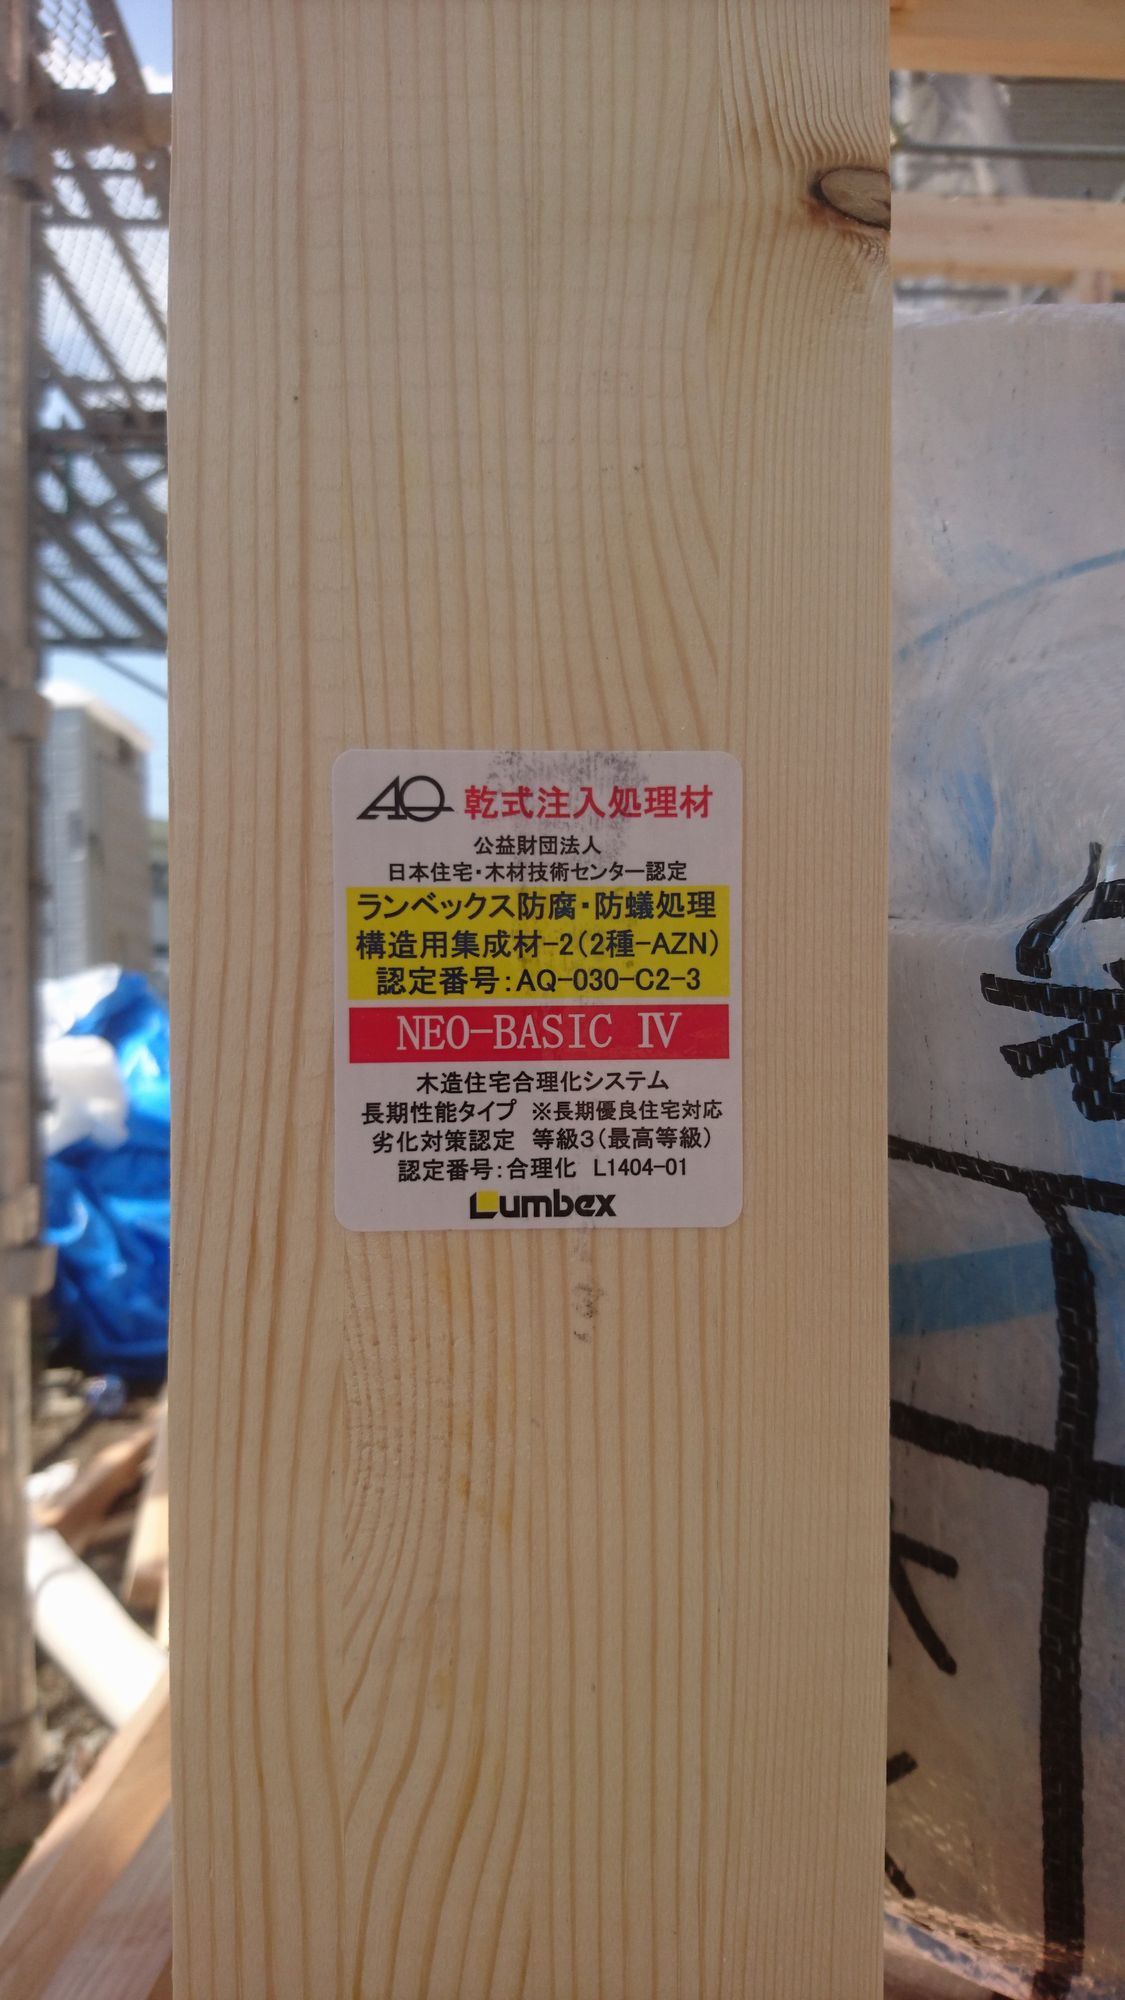 AQ 乾式注入処理材
公益財団法人
日本住宅・木材技術センター認定
ランベックス防腐・防蟻処理
構造用集成材-2(2種-AZN)
認定番号:AQ-030-C2-3
NEO-BASIC Ⅳ
木造住宅合理化システム
長期性能タイプ ※長期優良住宅対応
劣化対策認定 等級3(最高等級)
認定番号:合理化 L1404-01
Lumbex